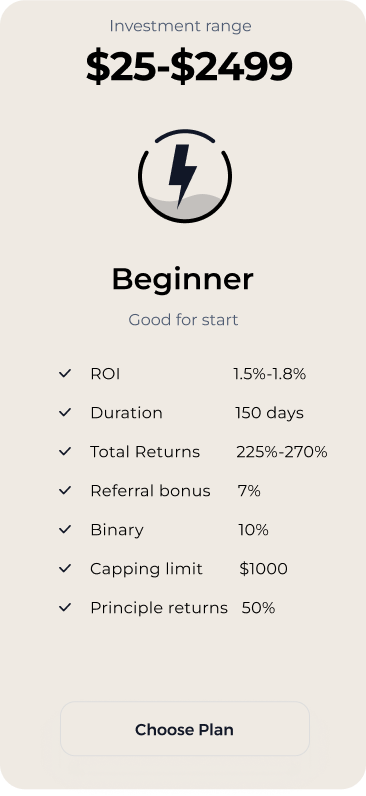 Investment range
$25-$2499
Beginner
Good for start
ROI 1.5%-1.8%
Duration 150 days
Total Returns 225%-270%
Referral bonus 7%
Binary 10%
Capping limit $1000
Principle returns 50%
Choose Plan